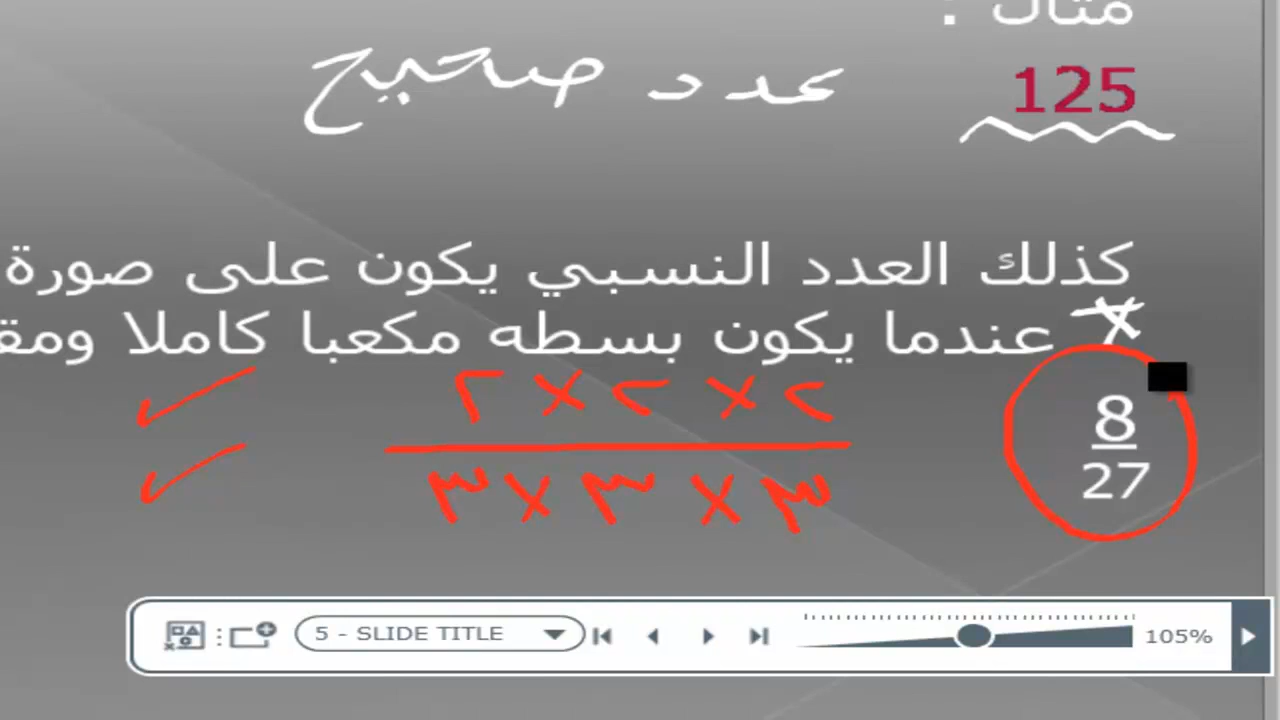 مثال :
125
عدد صحيح
كذلك العدد النسبي يكون على صورة
عندما يكون بسطه مكعبا كاملا
8
27
٢ × ٢ × ٢
٣ × ٣ × ٣
5 - SLIDE TITLE
105%